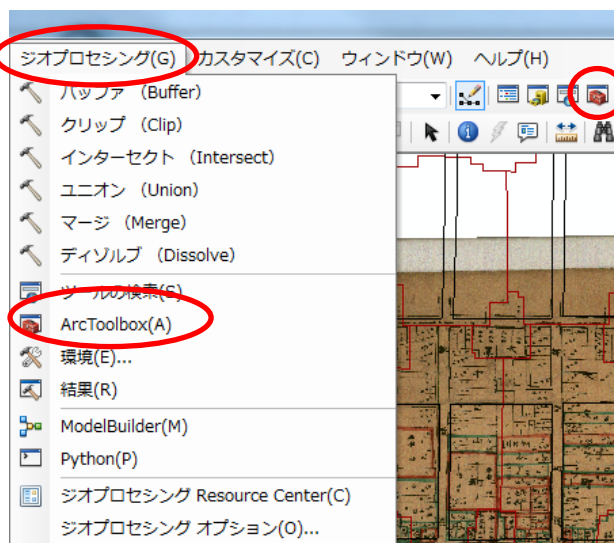 ジオプロセシング(G) カスタマイズ(C) ウィンドウ(W) ヘルプ(H)
バッファ （Buffer）
クリップ （Clip）
インターセクト （Intersect）
ユニオン （Union）
マージ （Merge）
ディゾルブ （Dissolve）
ツールの検索(S)
ArcToolbox(A)
環境(E)...
結果(R)
ModelBuilder(M)
Python(P)
ジオプロセシング Resource Center(C)
ジオプロセシング オプション(O)...